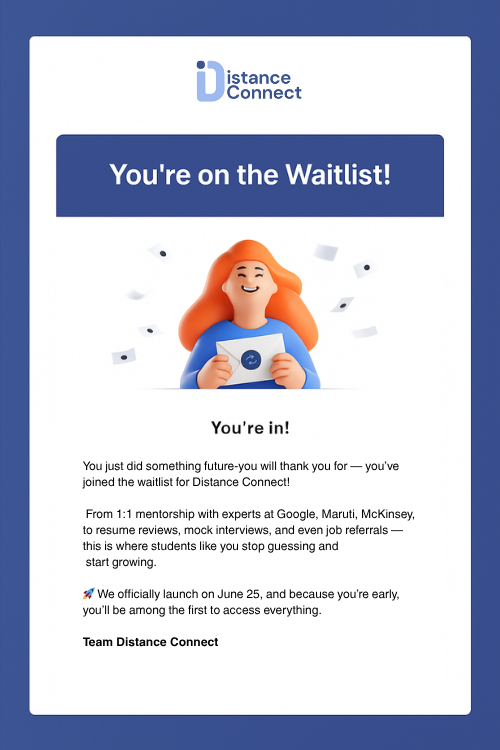 Distance
Connect
You're on the Waitlist!
You're in!
You just did something future-you will thank you for — you've
joined the waitlist for Distance Connect!
From 1:1 mentorship with experts at Google, Maruti, McKinsey,
to resume reviews, mock interviews, and even job referrals —
this is where students like you stop guessing and
start growing.
🚀 We officially launch on June 25, and because you're early,
you'll be among the first to access everything.
Team Distance Connect